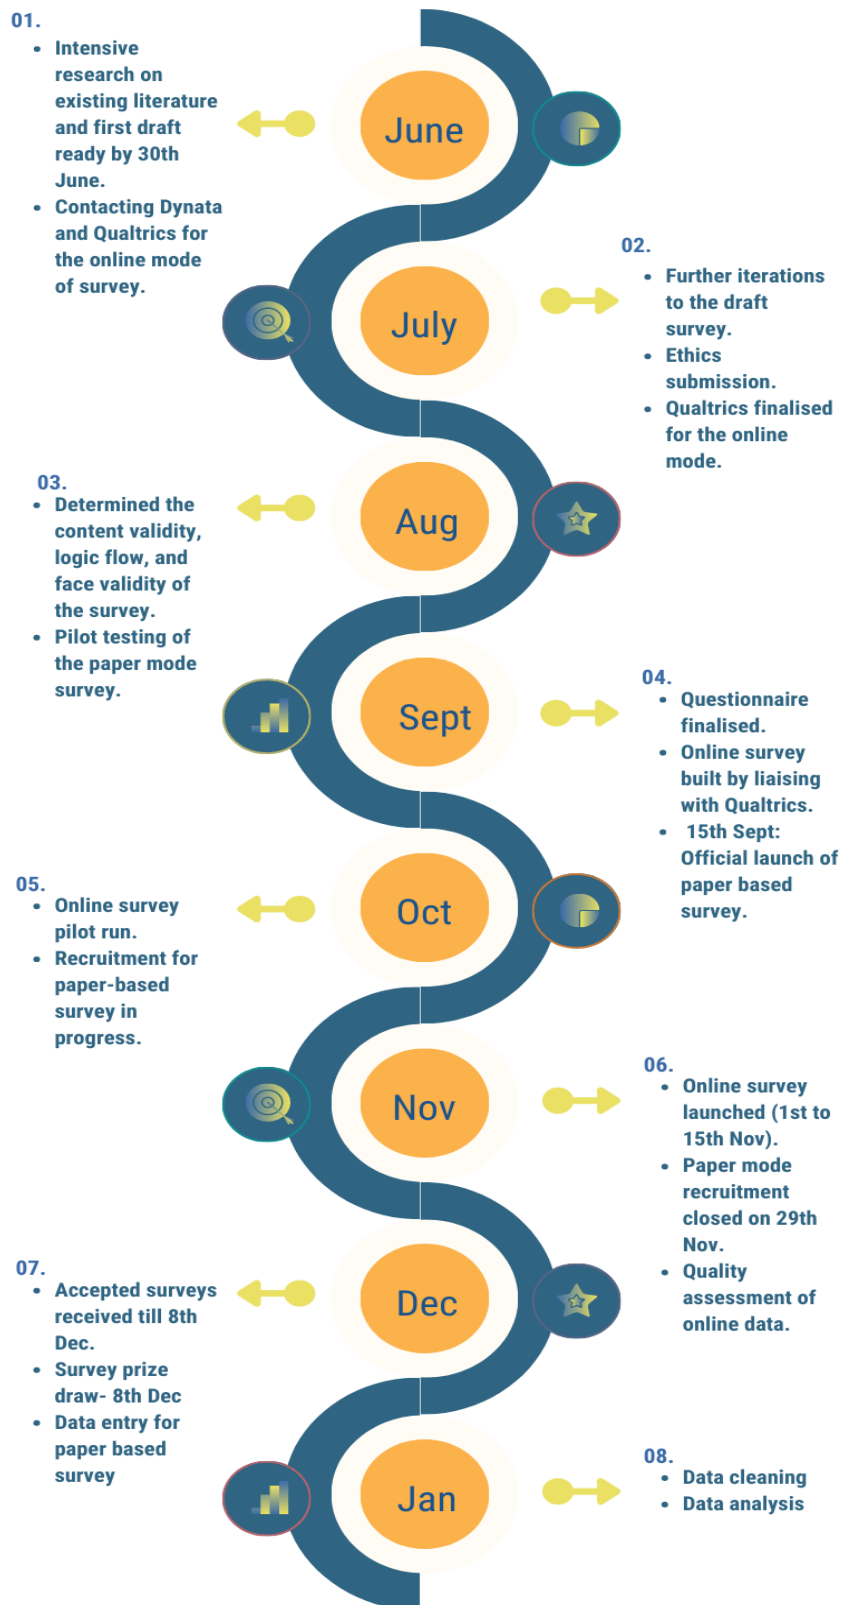 01.
• Intensive
research on
existing literature
and first draft
ready by 30th
June.
• Contacting Dynata
and Qualtrics for
the online mode
of survey.
June
02.
• Further iterations
to the draft
survey.
• Ethics
submission.
• Qualtrics finalised
for the online
mode.
July
03.
• Determined the
content validity,
logic flow, and
face validity of
the survey.
• Pilot testing of
the paper mode
survey.
Aug
04.
• Questionnaire
finalised.
• Online survey
built by liaising
with Qualtrics.
• 15th Sept:
Official launch of
paper based
survey.
Sept
05.
• Online survey
pilot run.
• Recruitment for
paper-based
survey in
progress.
Oct
06.
• Online survey
launched (1st to
15th Nov).
• Paper mode
recruitment
closed on 29th
Nov.
• Quality
assessment of
online data.
Nov
07.
• Accepted surveys
received till 8th
Dec.
• Survey prize
draw- 8th Dec
• Data entry for
paper based
survey
Dec
08.
• Data cleaning
• Data analysis
Jan